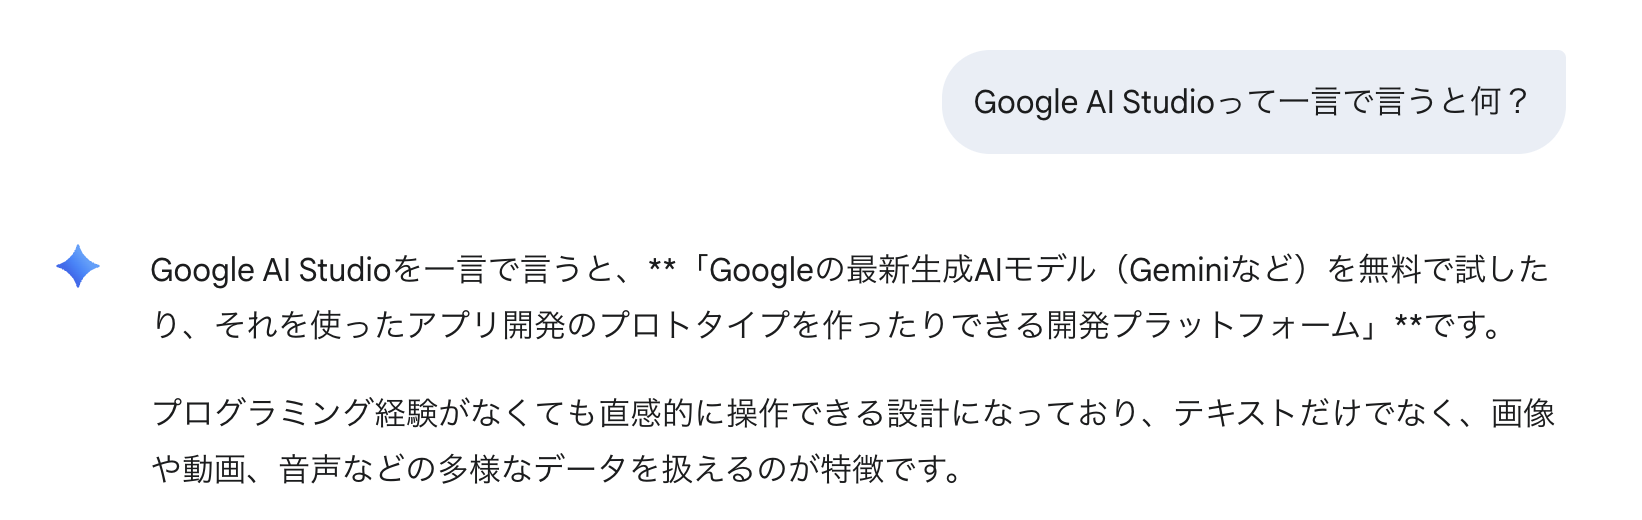 Google AI Studioって一言で言うと何？
Google AI Studioを一言で言うと、**「Googleの最新生成AIモデル（Geminiなど）を無料で試した
り、それを使ったアプリ開発のプロトタイプを作ったりできる開発プラットフォーム」**です。
プログラミング経験がなくても直感的に操作できる設計になっており、テキストだけでなく、画像
や動画、音声などの多様なデータを扱えるのが特徴です。